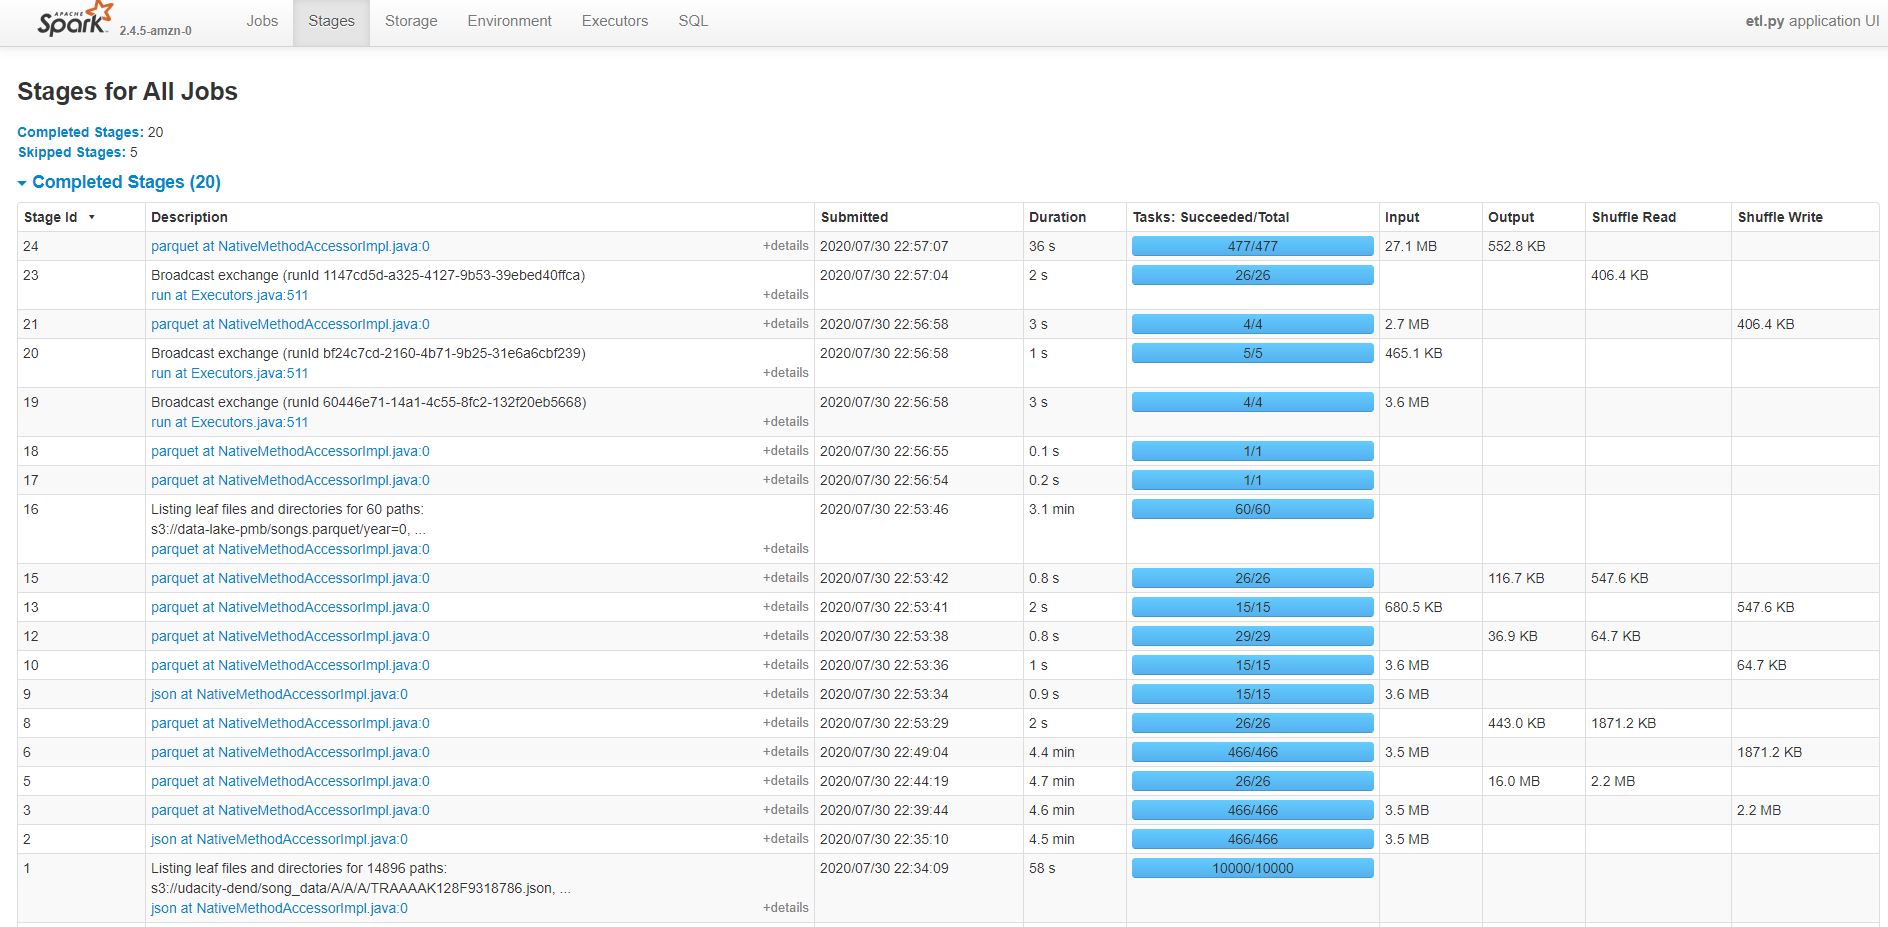 APACHE
Spark 2.4.5-amzn-0 Jobs Stages Storage Environment Executors SQL etl.py application UI
Stages for All Jobs
Completed Stages: 20
Skipped Stages: 5
Completed Stages (20)
Stage Id Description Submitted Duration Tasks: Succeeded/Total Input Output Shuffle Read Shuffle Write
24 parquet at NativeMethodAccessorImpl.java:0 +details 2020/07/30 22:57:07 36 s 477/477 27.1 MB 552.8 KB
23 Broadcast exchange (runId 1147cd5d-a325-4127-9b53-39ebed40ffca) 2020/07/30 22:57:04 2 s 26/26 406.4 KB
run at Executors.java:511 +details
21 parquet at NativeMethodAccessorImpl.java:0 +details 2020/07/30 22:56:58 3 s 4/4 2.7 MB 406.4 KB
20 Broadcast exchange (runId bf24c7cd-2160-4b71-9b25-31e6a6cbf239) 2020/07/30 22:56:58 1 s 5/5 465.1 KB
run at Executors.java:511 +details
19 Broadcast exchange (runId 60446e71-14a1-4c55-8fc2-132f20eb5668) 2020/07/30 22:56:58 3 s 4/4 3.6 MB
run at Executors.java:511 +details
18 parquet at NativeMethodAccessorImpl.java:0 +details 2020/07/30 22:56:55 0.1 s 1/1
17 parquet at NativeMethodAccessorImpl.java:0 +details 2020/07/30 22:56:54 0.2 s 1/1
16 Listing leaf files and directories for 60 paths: 2020/07/30 22:53:46 3.1 min 60/60
s3://data-lake-pmb/songs.parquet/year=0, ...
parquet at NativeMethodAccessorImpl.java:0 +details
15 parquet at NativeMethodAccessorImpl.java:0 +details 2020/07/30 22:53:42 0.8 s 26/26 116.7 KB 547.6 KB
13 parquet at NativeMethodAccessorImpl.java:0 +details 2020/07/30 22:53:41 2 s 15/15 680.5 KB 547.6 KB
12 parquet at NativeMethodAccessorImpl.java:0 +details 2020/07/30 22:53:38 0.8 s 29/29 36.9 KB 64.7 KB
10 parquet at NativeMethodAccessorImpl.java:0 +details 2020/07/30 22:53:36 1 s 15/15 3.6 MB 64.7 KB
9 json at NativeMethodAccessorImpl.java:0 +details 2020/07/30 22:53:34 0.9 s 15/15 3.6 MB
8 parquet at NativeMethodAccessorImpl.java:0 +details 2020/07/30 22:53:29 2 s 26/26 443.0 KB 1871.2 KB
6 parquet at NativeMethodAccessorImpl.java:0 +details 2020/07/30 22:49:04 4.4 min 466/466 3.5 MB 1871.2 KB
5 parquet at NativeMethodAccessorImpl.java:0 +details 2020/07/30 22:44:19 4.7 min 26/26 16.0 MB 2.2 MB
3 parquet at NativeMethodAccessorImpl.java:0 +details 2020/07/30 22:39:44 4.6 min 466/466 3.5 MB 2.2 MB
2 json at NativeMethodAccessorImpl.java:0 +details 2020/07/30 22:35:10 4.5 min 466/466 3.5 MB
1 Listing leaf files and directories for 14896 paths: 2020/07/30 22:34:09 58 s 10000/10000
s3://udacity-dend/song_data/A/A/A/TRAAAAK128F9318786.json, ...
json at NativeMethodAccessorImpl.java:0 +details